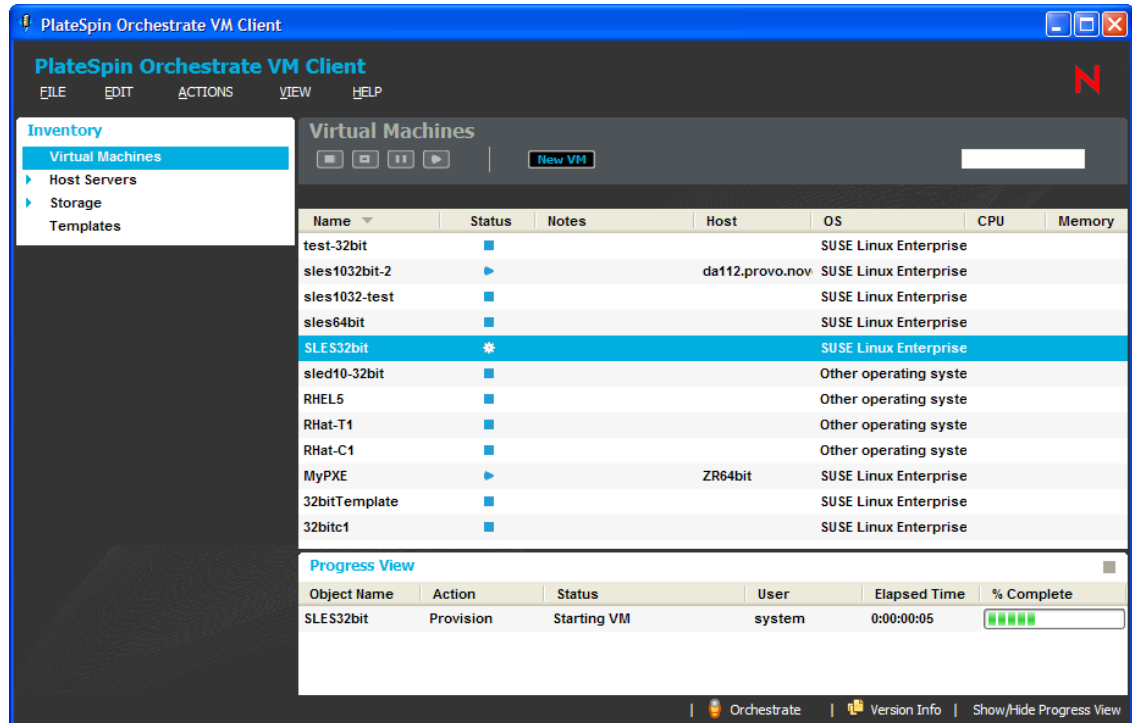 PlateSpin Orchestrate VM Client
PlateSpin Orchestrate VM Client
N
FILE EDIT ACTIONS VIEW HELP
Inventory
Virtual Machines
Host Servers
Storage
Templates
Virtual Machines
New VM
Name Status Notes Host OS CPU Memory
test-32bit SUSE Linux Enterprise
sles1032bit-2 da112.provo.nov SUSE Linux Enterprise
sles1032-test SUSE Linux Enterprise
sles64bit SUSE Linux Enterprise
SLES32bit SUSE Linux Enterprise
sled10-32bit Other operating syste
RHEL5 Other operating syste
RHat-T1 Other operating syste
RHat-C1 Other operating syste
MyPXE ZR64bit SUSE Linux Enterprise
32bitTemplate SUSE Linux Enterprise
32bitc1 SUSE Linux Enterprise
Progress View
Object Name Action Status User Elapsed Time % Complete
SLES32bit Provision Starting VM system 0:00:00:05
| Orchestrate | Version Info | Show/Hide Progress View